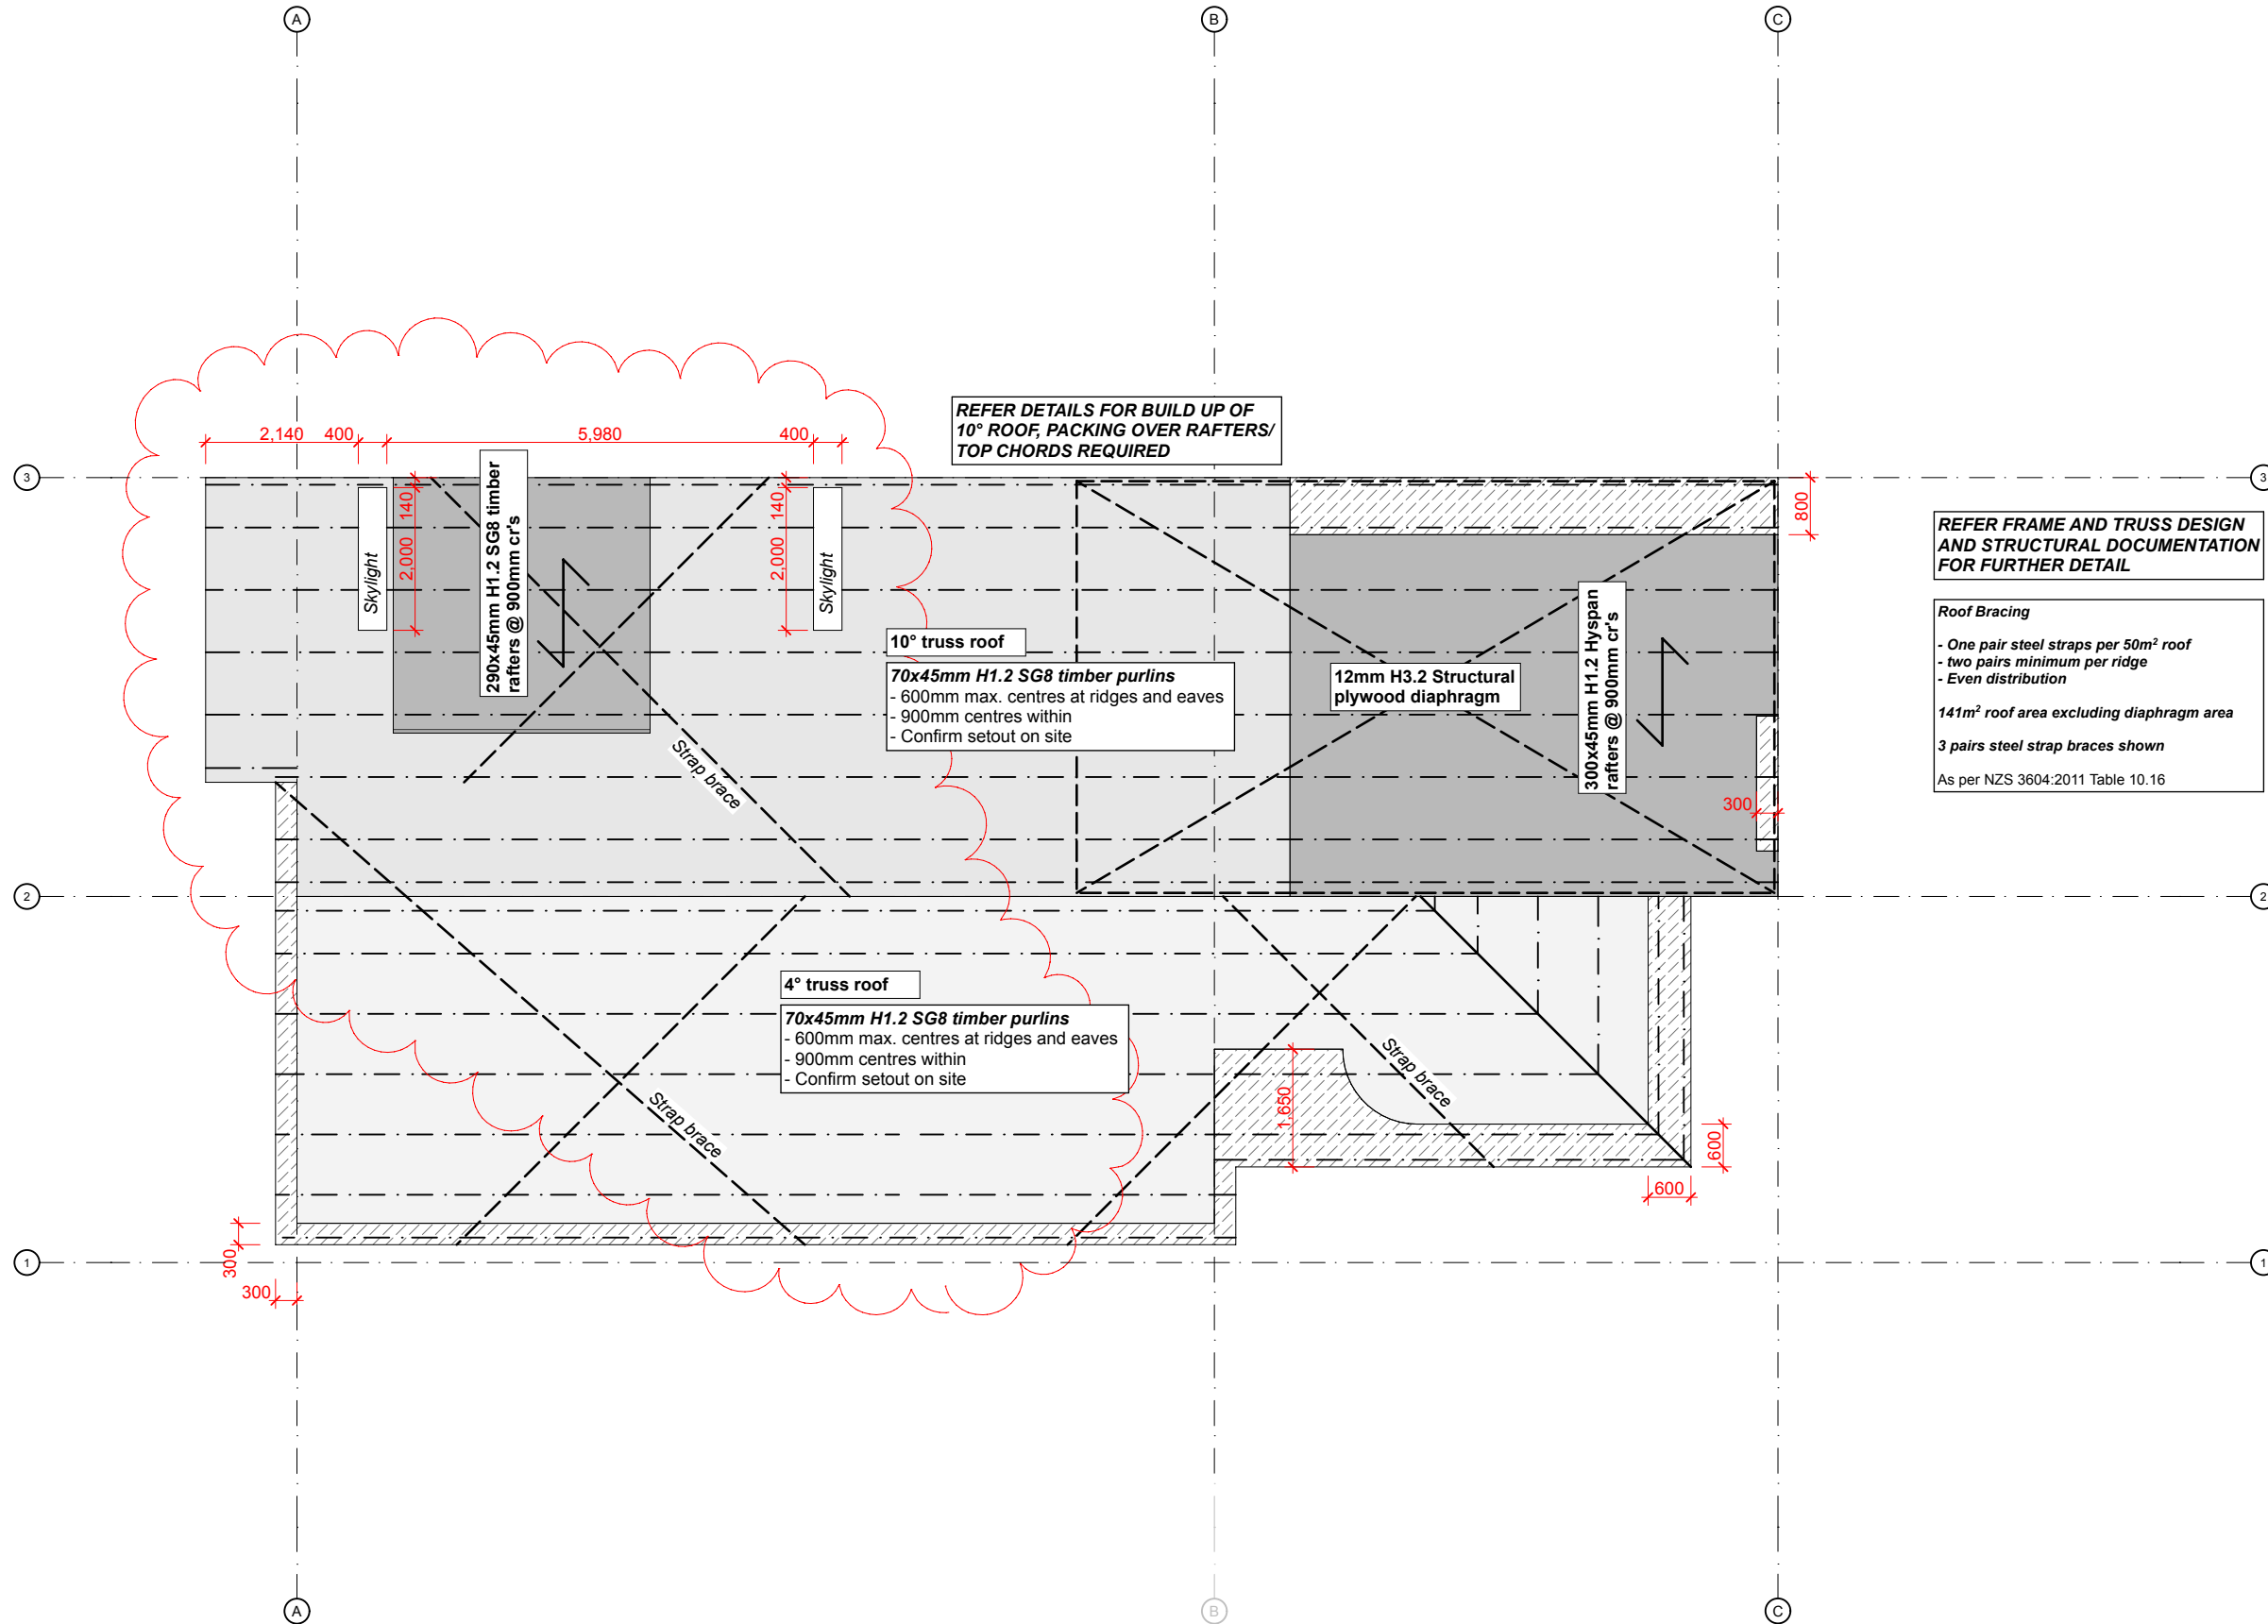 A
B
C
2,140
400
5,980
400
REFER DETAILS FOR BUILD UP OF
10° ROOF, PACKING OVER RAFTERS/
TOP CHORDS REQUIRED
3
3
140
2,000
Skylight
290x45mm H1.2 SG8 timber
rafters @ 900mm cr's
140
2,000
Skylight
800
REFER FRAME AND TRUSS DESIGN
AND STRUCTURAL DOCUMENTATION
FOR FURTHER DETAIL
Roof Bracing
- One pair steel straps per 50m² roof
- two pairs minimum per ridge
- Even distribution
141m² roof area excluding diaphragm area
3 pairs steel strap braces shown
As per NZS 3604:2011 Table 10.16
10° truss roof
70x45mm H1.2 SG8 timber purlins
- 600mm max. centres at ridges and eaves
- 900mm centres within
- Confirm setout on site
12mm H3.2 Structural
plywood diaphragm
300x45mm H1.2 Hyspan
rafters @ 900mm cr's
300
Strap brace
2
2
4° truss roof
70x45mm H1.2 SG8 timber purlins
- 600mm max. centres at ridges and eaves
- 900mm centres within
- Confirm setout on site
Strap brace
Strap brace
1,650
600
600
300
300
1
1
A
B
C